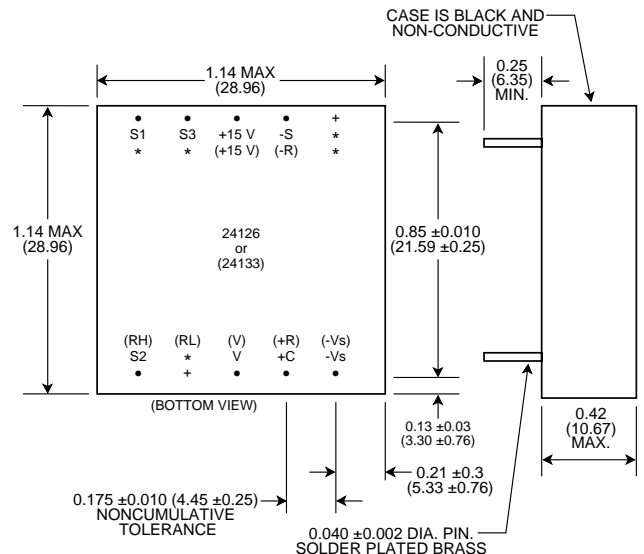 CASE IS BLACK AND
NON-CONDUCTIVE
1.14 MAX
(28.96)
0.25
(6.35)
MIN.
S1 S3 +15 V -S +
* * (+15 V) (-R) *
*
1.14 MAX
(28.96)
24126
or
(24133)
0.85 ±0.010
(21.59 ±0.25)
(RH) (RL) (V) (+R) (-Vs)
S2 * V +C -Vs
+
(BOTTOM VIEW)
0.13 ±0.03
(3.30 ±0.76)
0.42
(10.67)
MAX.
0.21 ±0.3
(5.33 ±0.76)
0.175 ±0.010 (4.45 ±0.25)
NONCUMULATIVE
TOLERANCE
0.040 ±0.002 DIA. PIN.
SOLDER PLATED BRASS